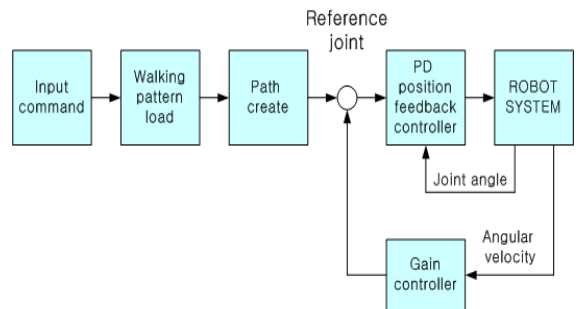 Reference
joint
Input
command
Walking
pattern
load
Path
create
PD
position
feedback
controller
ROBOT
SYSTEM
Joint angle
Angular
velocity
Gain
controller